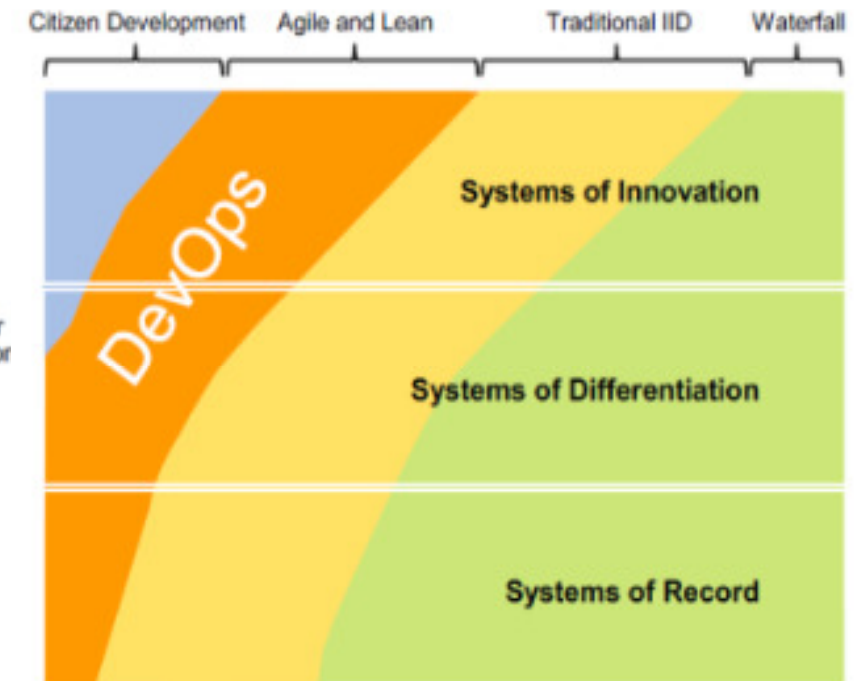 Citizen Development Agile and Lean Traditional IID Waterfall
DevOps
Systems of Innovation
Systems of Differentiation
Systems of Record